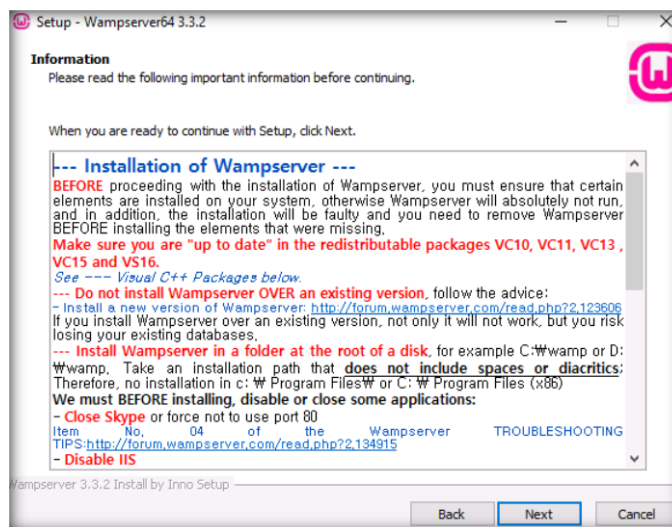 Setup - Wampserver64 3.3.2
Information
Please read the following important information before continuing.
When you are ready to continue with Setup, click Next.
--- Installation of Wampserver ---
BEFORE proceeding with the installation of Wampserver, you must ensure that certain
elements are installed on your system, otherwise Wampserver will absolutely not run,
and in addition, the installation will be faulty and you need to remove Wampserver
BEFORE installing the elements that were missing.
Make sure you are "up to date" in the redistributable packages VC10, VC11, VC13 ,
VC15 and VS16.
See --- Visual C++ Packages below.
--- Do not install Wampserver OVER an existing version, follow the advice:
- Install a new version of Wampserver: http://forum.wampserver.com/read.php?2,123606
If you install Wampserver over an existing version, not only it will not work, but you risk
losing your existing databases.
--- Install Wampserver in a folder at the root of a disk, for example C:₩wamp or D:
₩wamp. Take an installation path that does not include spaces or diacritics;
Therefore, no installation in c: ₩ Program Files₩ or C: ₩ Program Files (x86)
We must BEFORE installing, disable or close some applications:
- Close Skype or force not to use port 80
Item No. 04 of the Wampserver TROUBLESHOOTING
TIPS:http://forum.wampserver.com/read.php?2,134915
- Disable IIS
Wampserver 3.3.2 Install by Inno Setup
Back Next Cancel